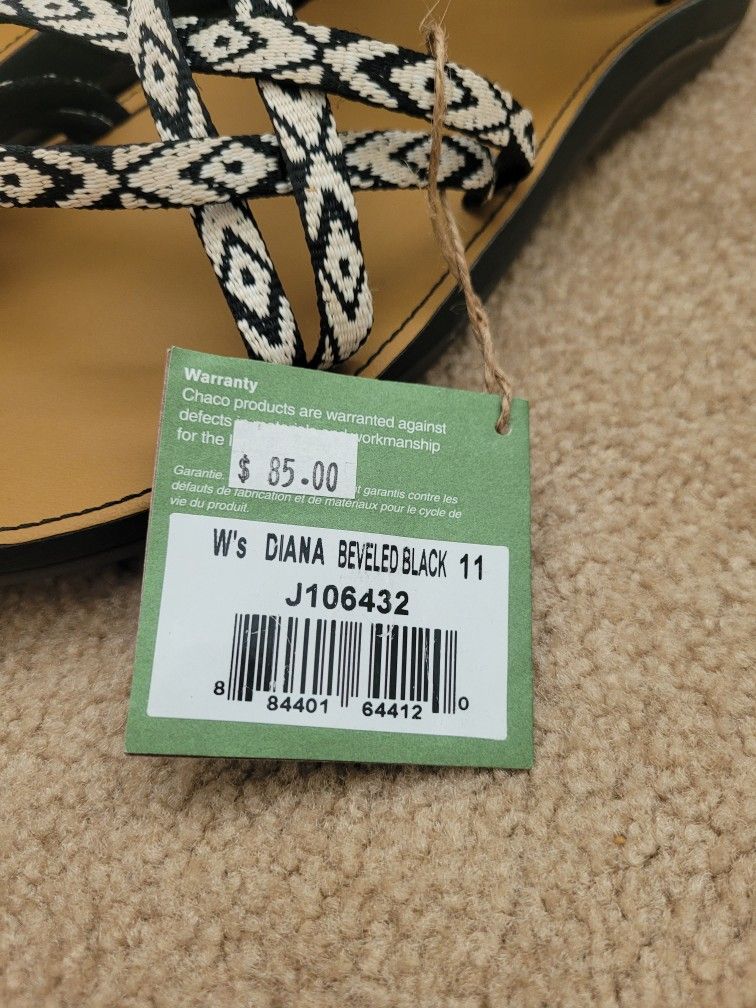 Warranty
Chaco products are warranted against
defects workmanship
for the
$ 85.00
Garantie. garantis contre les
défauts de fabrication et de matériaux pour le cycle de
vie du produit.
W's DIANA BEVELED BLACK 11
J106432
8 84401 64412 0